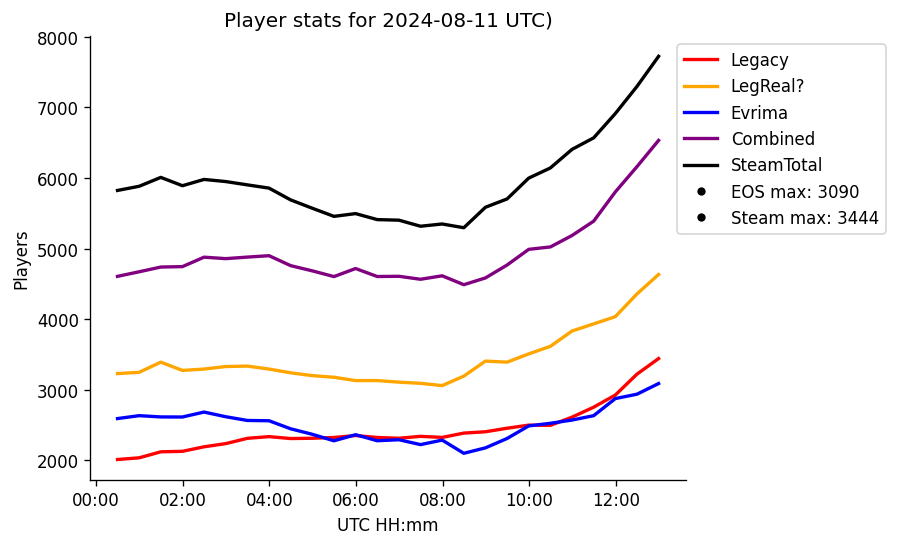 Player stats for 2024-08-11 UTC)
8000
7000
6000
5000
4000
3000
2000
Players
00:00 02:00 04:00 06:00 08:00 10:00 12:00
UTC HH:mm
Legacy
LegReal?
Evrima
Combined
SteamTotal
EOS max: 3090
Steam max: 3444